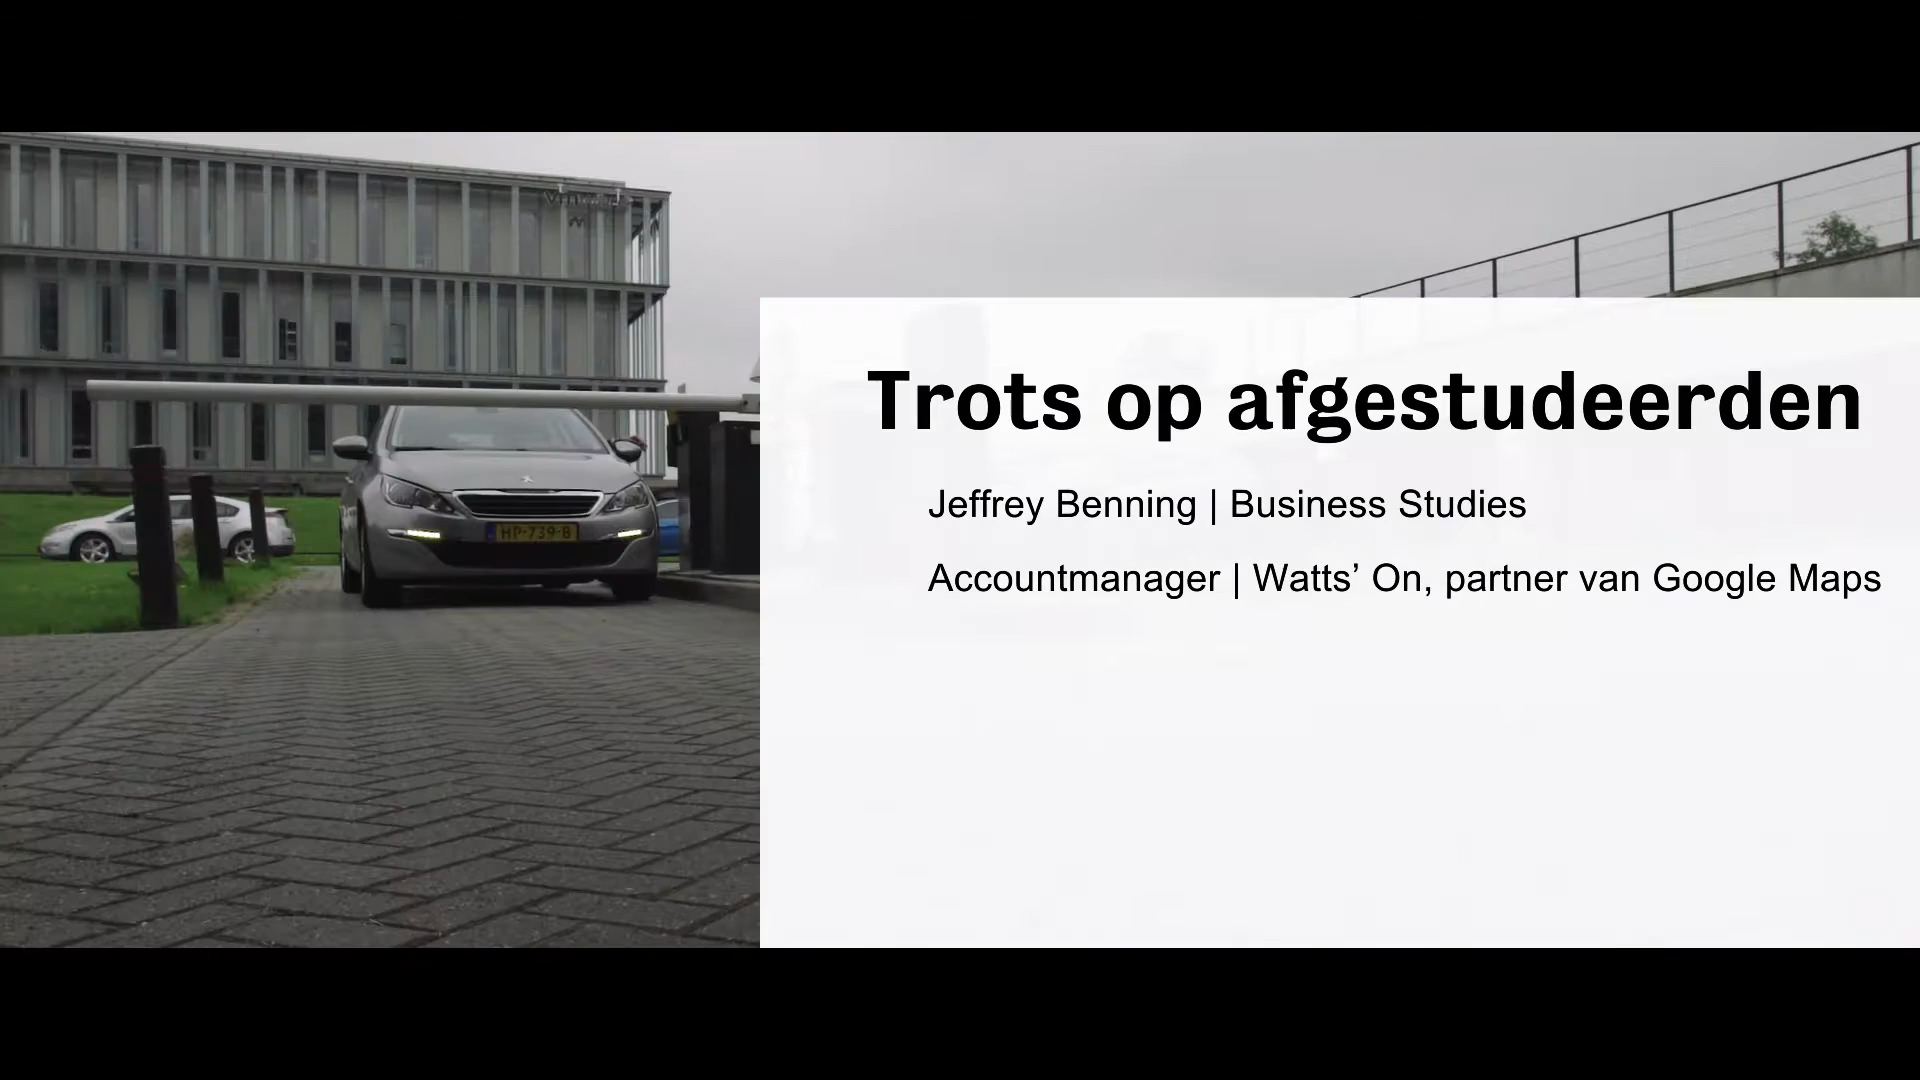 Trots op afgestudeerden
Jeffrey Benning | Business Studies
Accountmanager | Watts’ On, partner van Google Maps
HP-739-B